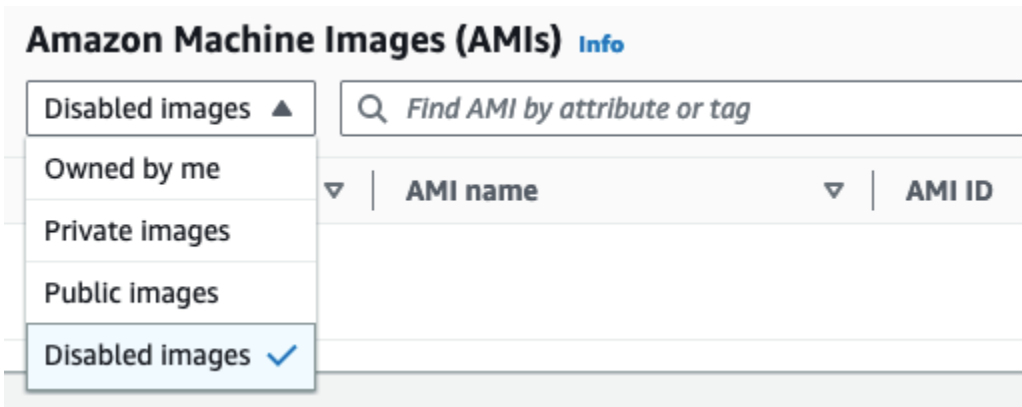 Amazon Machine Images (AMIs) Info
Disabled images Find AMI by attribute or tag
Owned by me
AMI name AMI ID
Private images
Public images
Disabled images